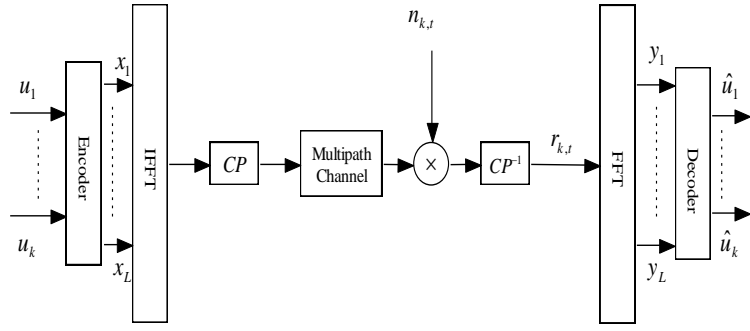 n_{k,t}
u_1
u_k
Encoder
x_1
x_L
IFFT
CP
Multipath
Channel
×
CP^{-1}
r_{k,t}
FFT
y_1
y_L
Decoder
û_1
û_k